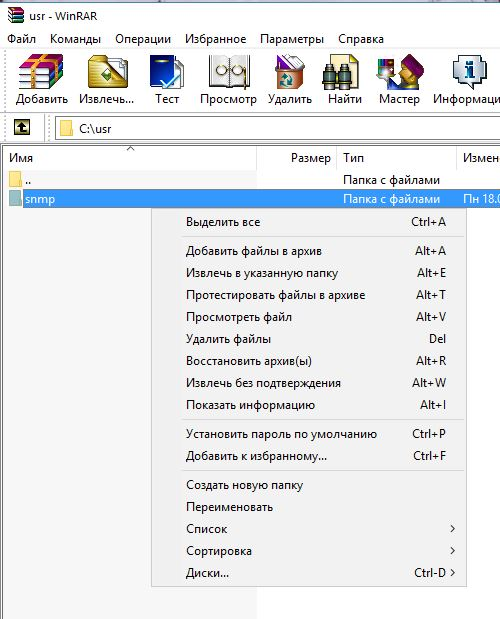 usr - WinRAR
Файл Команды Операции Избранное Параметры Справка
Добавить Извлечь... Тест Просмотр Удалить Найти Мастер Информаци
C:\usr
Имя Размер Тип Измен
.. Папка с файлами
snmp Папка с файлами Пн 18.0
Выделить все Ctrl+A
Добавить файлы в архив Alt+A
Извлечь в указанную папку Alt+E
Протестировать файлы в архиве Alt+T
Просмотреть файл Alt+V
Удалить файлы Del
Восстановить архив(ы) Alt+R
Извлечь без подтверждения Alt+W
Показать информацию Alt+I
Установить пароль по умолчанию Ctrl+P
Добавить к избранному... Ctrl+F
Создать новую папку
Переименовать
Список >
Сортировка >
Диски... Ctrl-D >